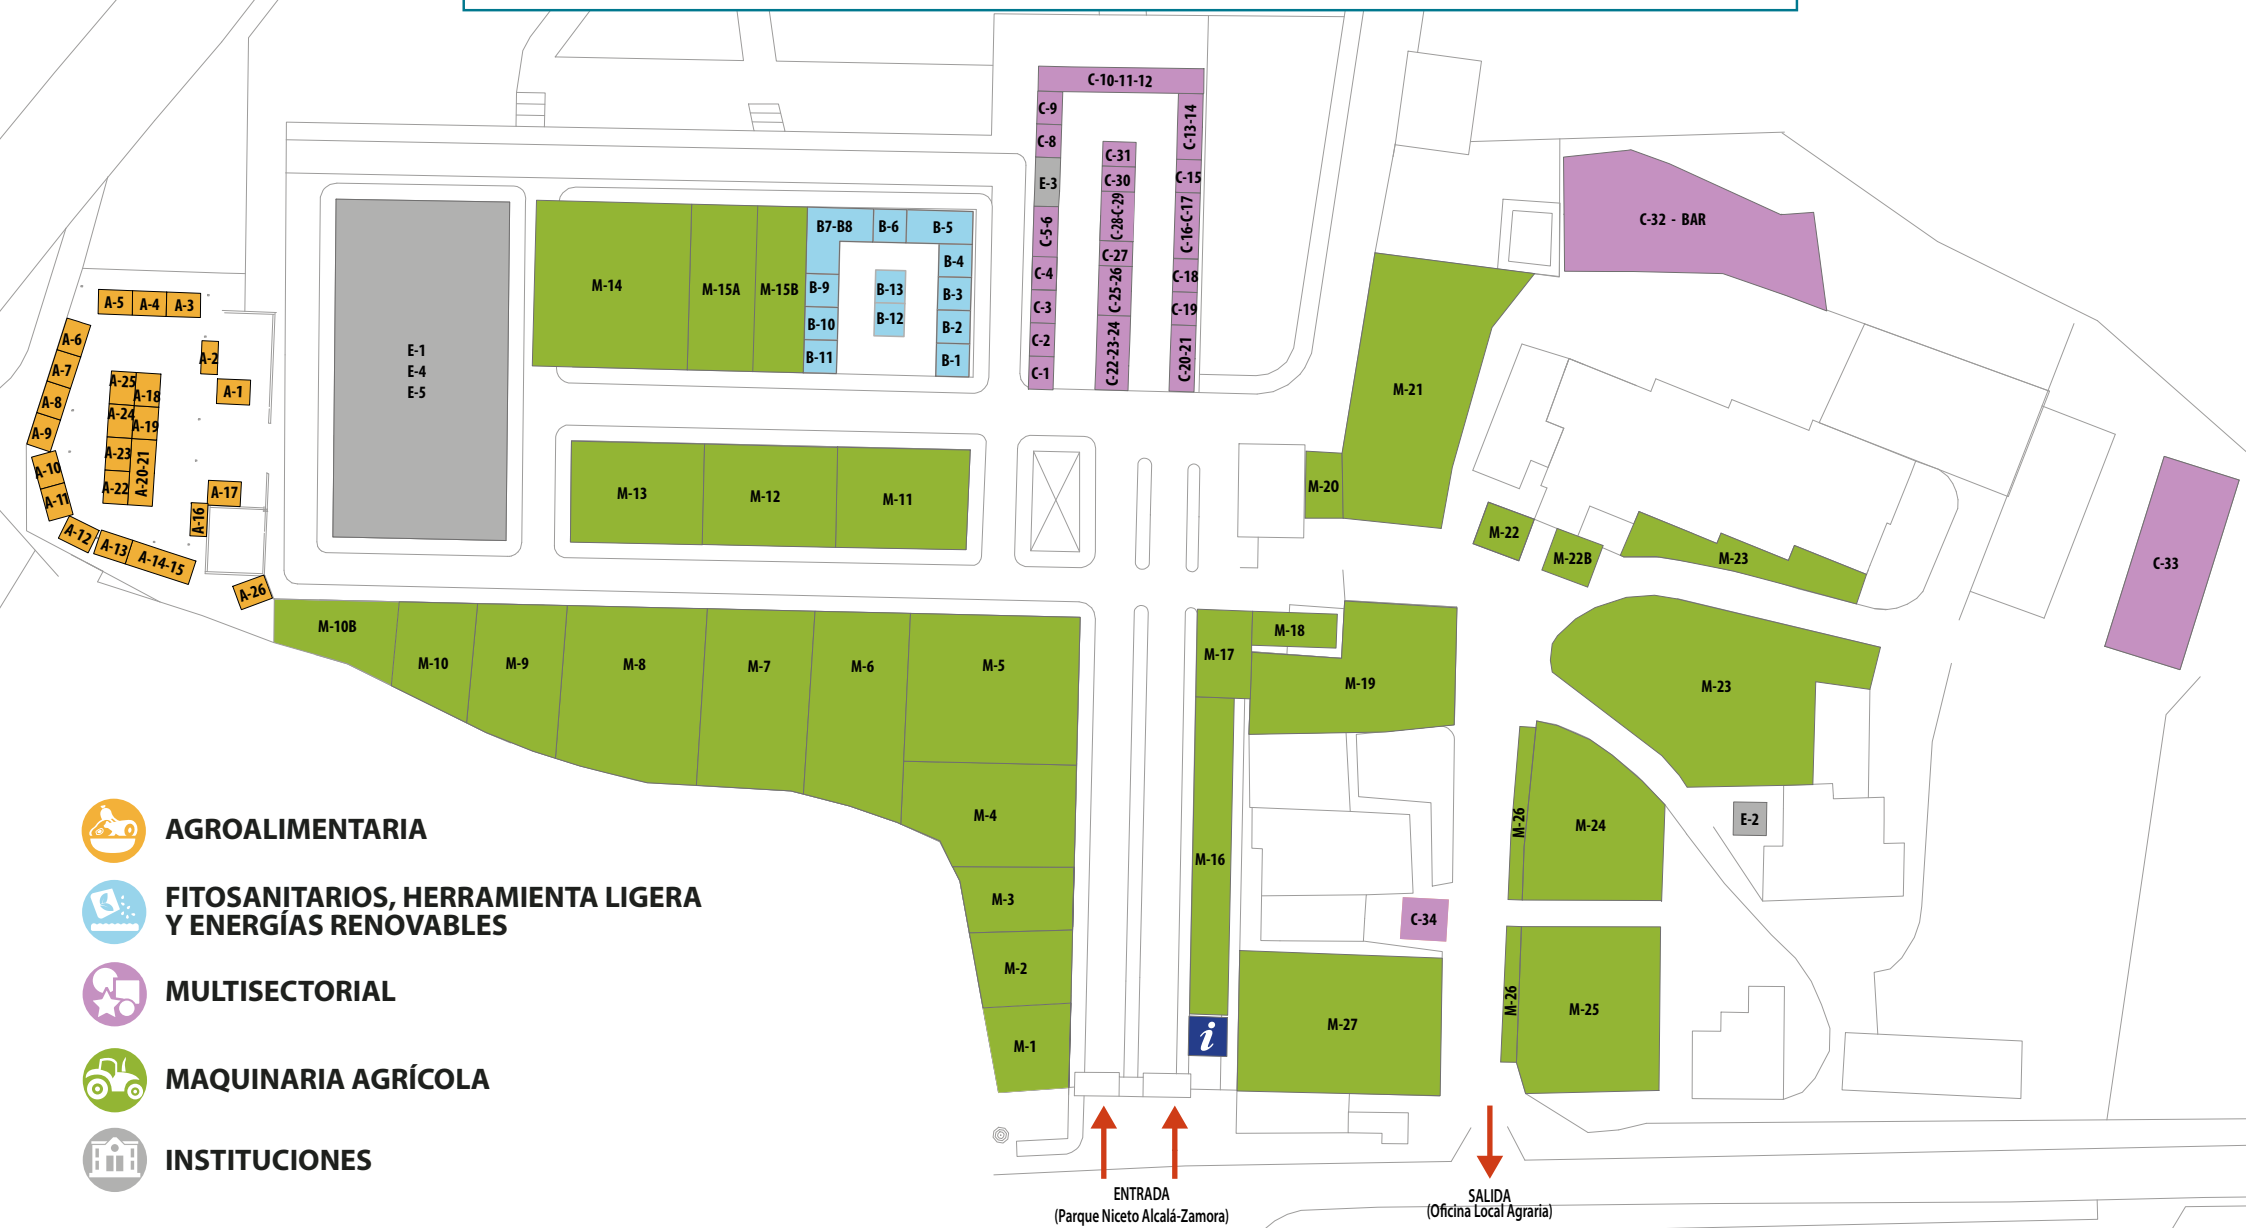 C-10-11-12
C-9
C-8
E-3
C-5-6
C-4
C-3
C-2
C-1
C-31
C-30
C-28-C-29
C-27
C-25-26
C-22-23-24
C-13-14
C-15
C-16-C-17
C-18
C-19
C-20-21
C-32 - BAR
C-33
C-34
E-1
E-4
E-5
E-2
M-14
M-15A
M-15B
B7-B8
B-6
B-5
B-4
B-3
B-2
B-1
B-9
B-10
B-11
B-13
B-12
A-5
A-4
A-3
A-2
A-1
A-6
A-7
A-8
A-9
A-10
A-11
A-12
A-13
A-14-15
A-16
A-17
A-25
A-18
A-24
A-19
A-23
A-20-21
A-22
A-26
M-13
M-12
M-11
M-21
M-20
M-22
M-22B
M-23
M-10B
M-10
M-9
M-8
M-7
M-6
M-5
M-4
M-3
M-2
M-1
M-17
M-18
M-19
M-16
M-23
M-26
M-24
M-26
M-25
M-27
i
AGROALIMENTARIA
FITOSANITARIOS, HERRAMIENTA LIGERA
Y ENERGÍAS RENOVABLES
MULTISECTORIAL
MAQUINARIA AGRÍCOLA
INSTITUCIONES
ENTRADA
(Parque Niceto Alcalá-Zamora)
SALIDA
(Oficina Local Agraria)